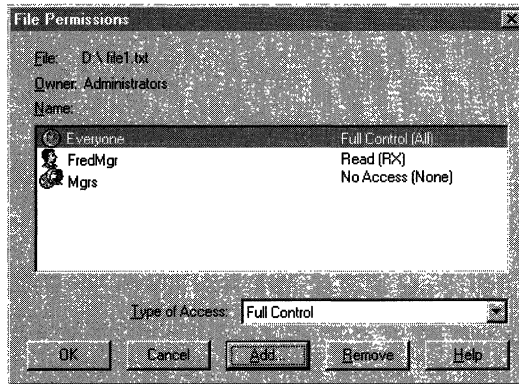 File Permissions
File: D:\file1.txt
Owner: Administrators
Name:
Everyone Full Control (All)
FredMgr Read (RX)
Mgrs No Access (None)
Type of Access: Full Control
OK Cancel Add... Remove Help